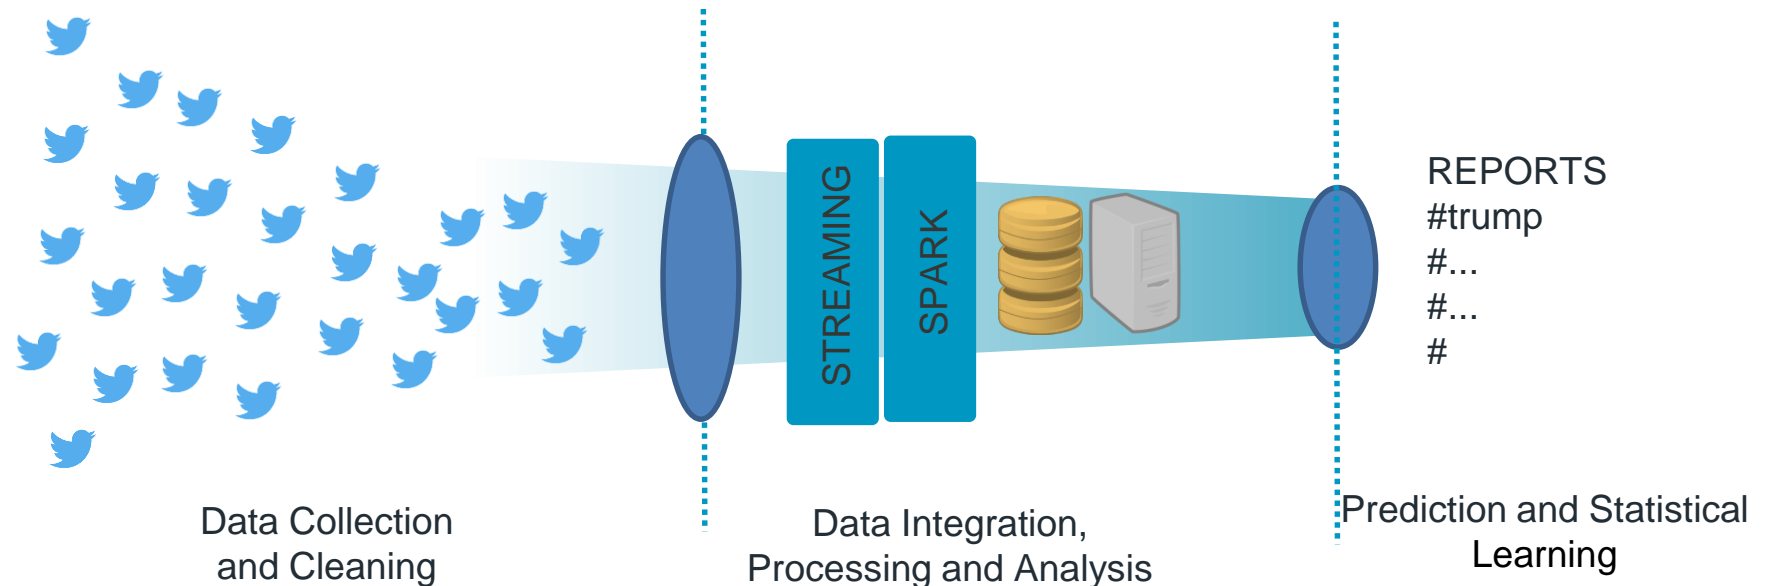 STREAMING
SPARK
REPORTS
#trump
#...
#...
#
Data Collection
and Cleaning
Data Integration,
Processing and Analysis
Prediction and Statistical
Learning